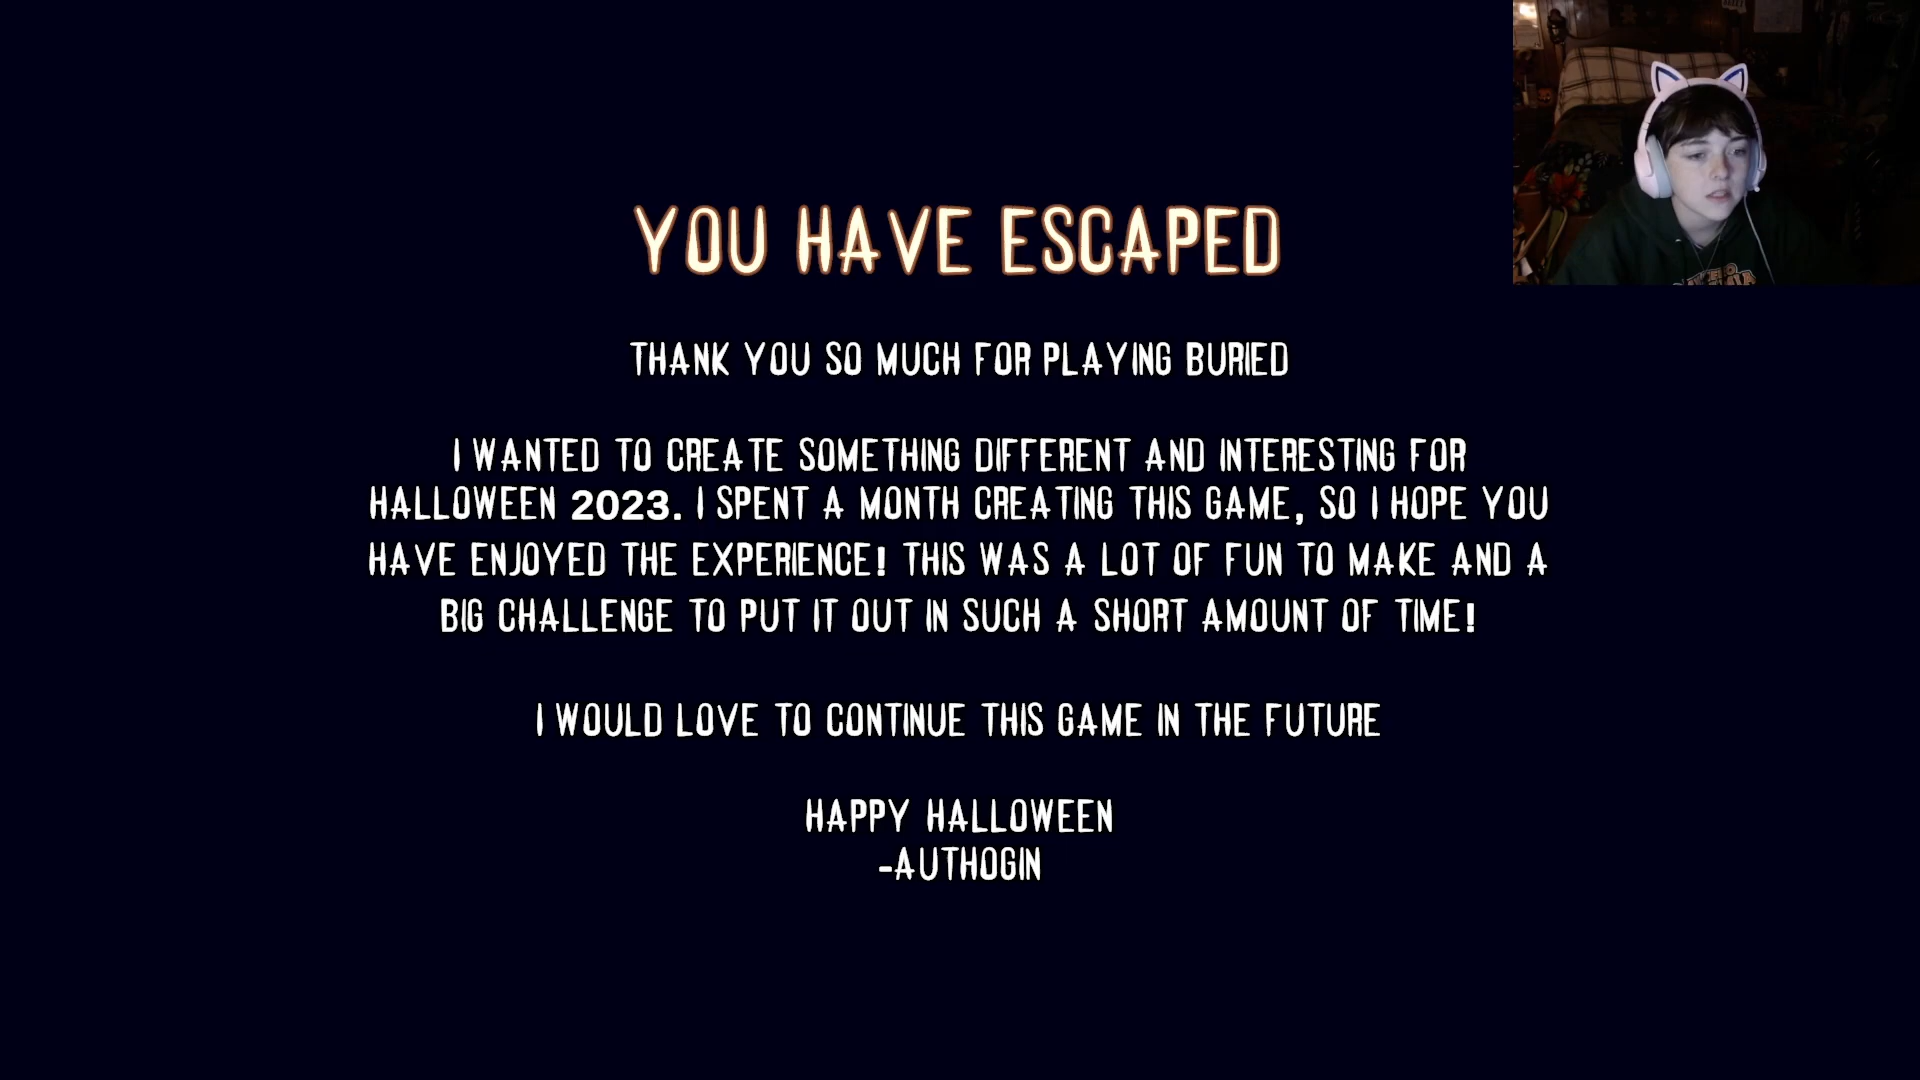 YOU HAVE ESCAPED
THANK YOU SO MUCH FOR PLAYING BURIED
I WANTED TO CREATE SOMETHING DIFFERENT AND INTERESTING FOR
HALLOWEEN 2023. I SPENT A MONTH CREATING THIS GAME, SO I HOPE YOU
HAVE ENJOYED THE EXPERIENCE! THIS WAS A LOT OF FUN TO MAKE AND A
BIG CHALLENGE TO PUT IT OUT IN SUCH A SHORT AMOUNT OF TIME!
I WOULD LOVE TO CONTINUE THIS GAME IN THE FUTURE
HAPPY HALLOWEEN
-AUTHOGIN